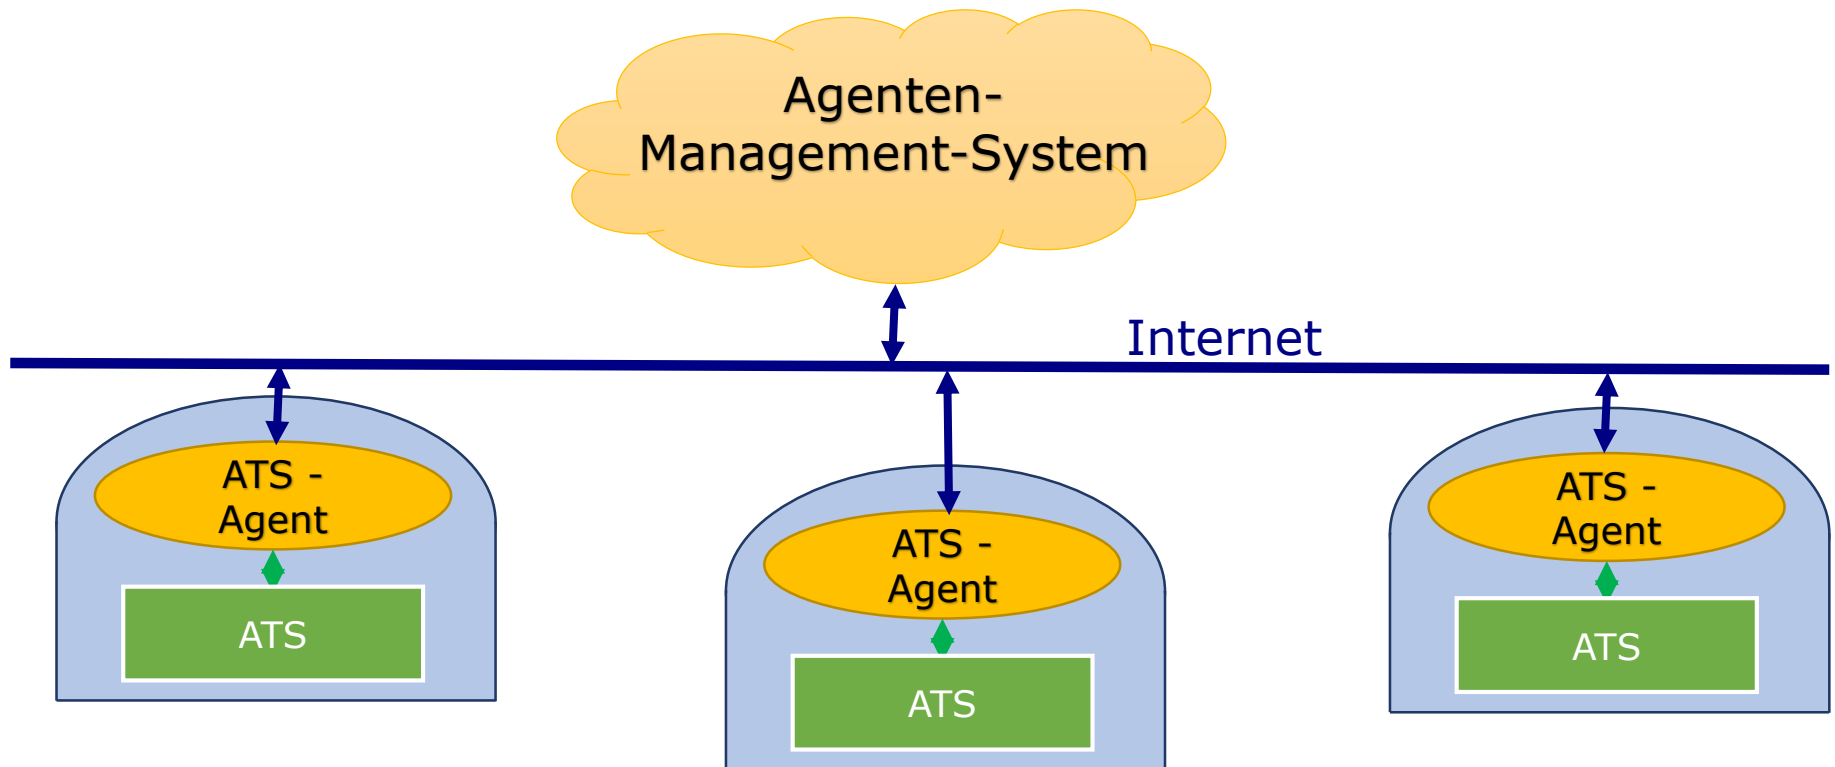 Agenten-
Management-System
Internet
ATS -
Agent
ATS
ATS -
Agent
ATS
ATS -
Agent
ATS